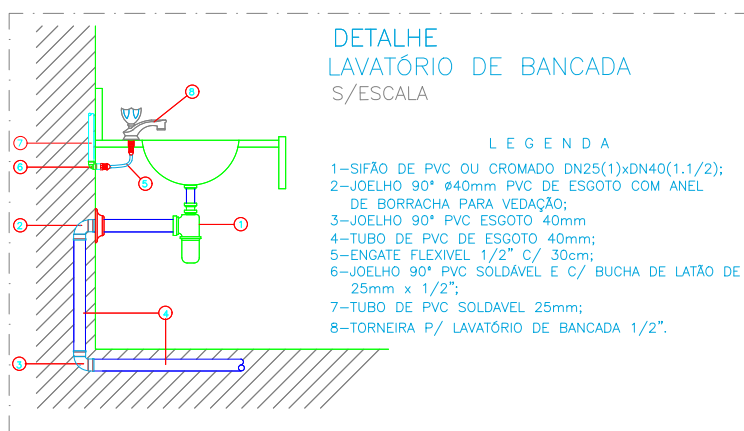 DETALHE
LAVATÓRIO DE BANCADA
S/ESCALA
LEGENDA
1-SIFÃO DE PVC OU CROMADO DN25(1)xDN40(1.1/2);
2-JOELHO 90° ø40mm PVC DE ESGOTO COM ANEL
DE BORRACHA PARA VEDAÇÃO;
3-JOELHO 90° PVC ESGOTO 40mm
4-TUBO DE PVC DE ESGOTO 40mm;
5-ENGATE FLEXIVEL 1/2" C/ 30cm;
6-JOELHO 90° PVC SOLDÁVEL E C/ BUCHA DE LATÃO DE
25mm x 1/2";
7-TUBO DE PVC SOLDAVEL 25mm;
8-TORNEIRA P/ LAVATÓRIO DE BANCADA 1/2".
8
7
6
5
2
1
4
3